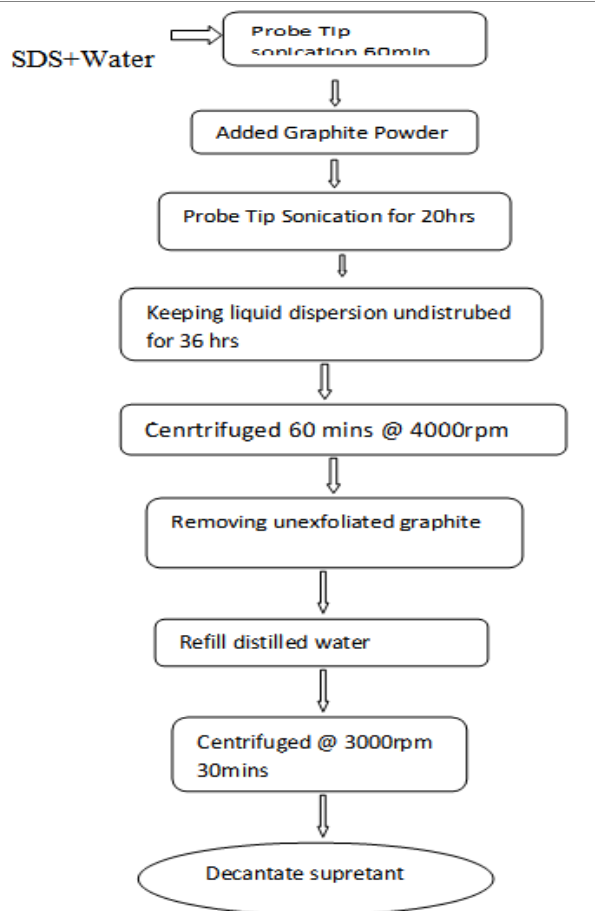 Probe Tip
sonication 60min
SDS+Water
Added Graphite Powder
Probe Tip Sonication for 20hrs
Keeping liquid dispersion undistrubed
for 36 hrs
Cenrtrifuged 60 mins @ 4000rpm
Removing unexfoliated graphite
Refill distilled water
Centrifuged @ 3000rpm
30mins
Decantate supretant